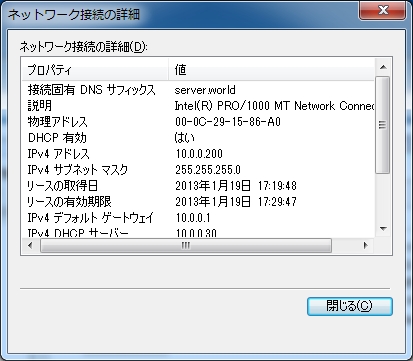 ネットワーク接続の詳細
ネットワーク接続の詳細(D):
プロパティ 値
接続固有 DNS サフィックス server.world
説明 Intel(R) PRO/1000 MT Network Connec
物理アドレス 00-0C-29-15-86-A0
DHCP 有効 はい
IPv4 アドレス 10.0.0.200
IPv4 サブネット マスク 255.255.255.0
リースの取得日 2013年1月19日 17:19:48
リースの有効期限 2013年1月19日 17:29:47
IPv4 デフォルト ゲートウェイ 10.0.0.1
IPv4 DHCP サーバー 10.0.0.30
閉じる(C)